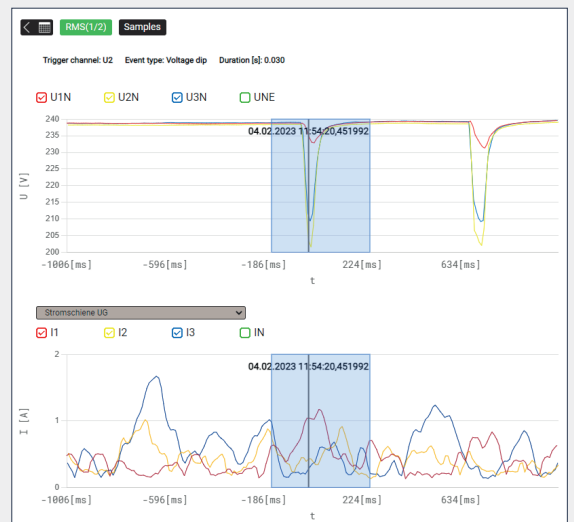 RMS(1/2) Samples
Trigger channel: U2 Event type: Voltage dip Duration [s]: 0.030
U1N U2N U3N UNE
240
235
230
225
220
215
210
205
200
U [V]
04.02.2023 11:54:20,451992
-1006[ms] -596[ms] -186[ms] 224[ms] 634[ms]
t
Stromschiene UG
I1 I2 I3 IN
2
1
0
I [A]
04.02.2023 11:54:20,451992
-1006[ms] -596[ms] -186[ms] 224[ms] 634[ms]
t